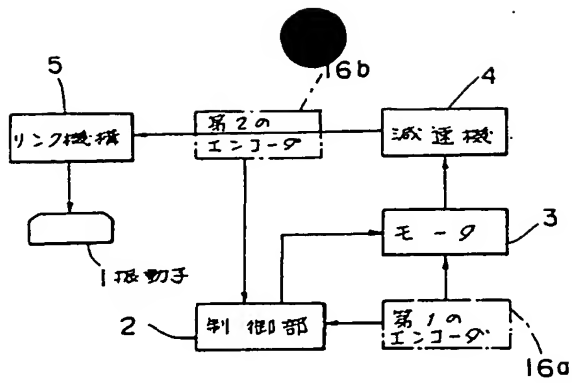 5
16b
4
リンク機構
第2の
エンコーダ
減速機
モータ
3
1 振動子
2
制御部
第1の
エンコーダ
16a